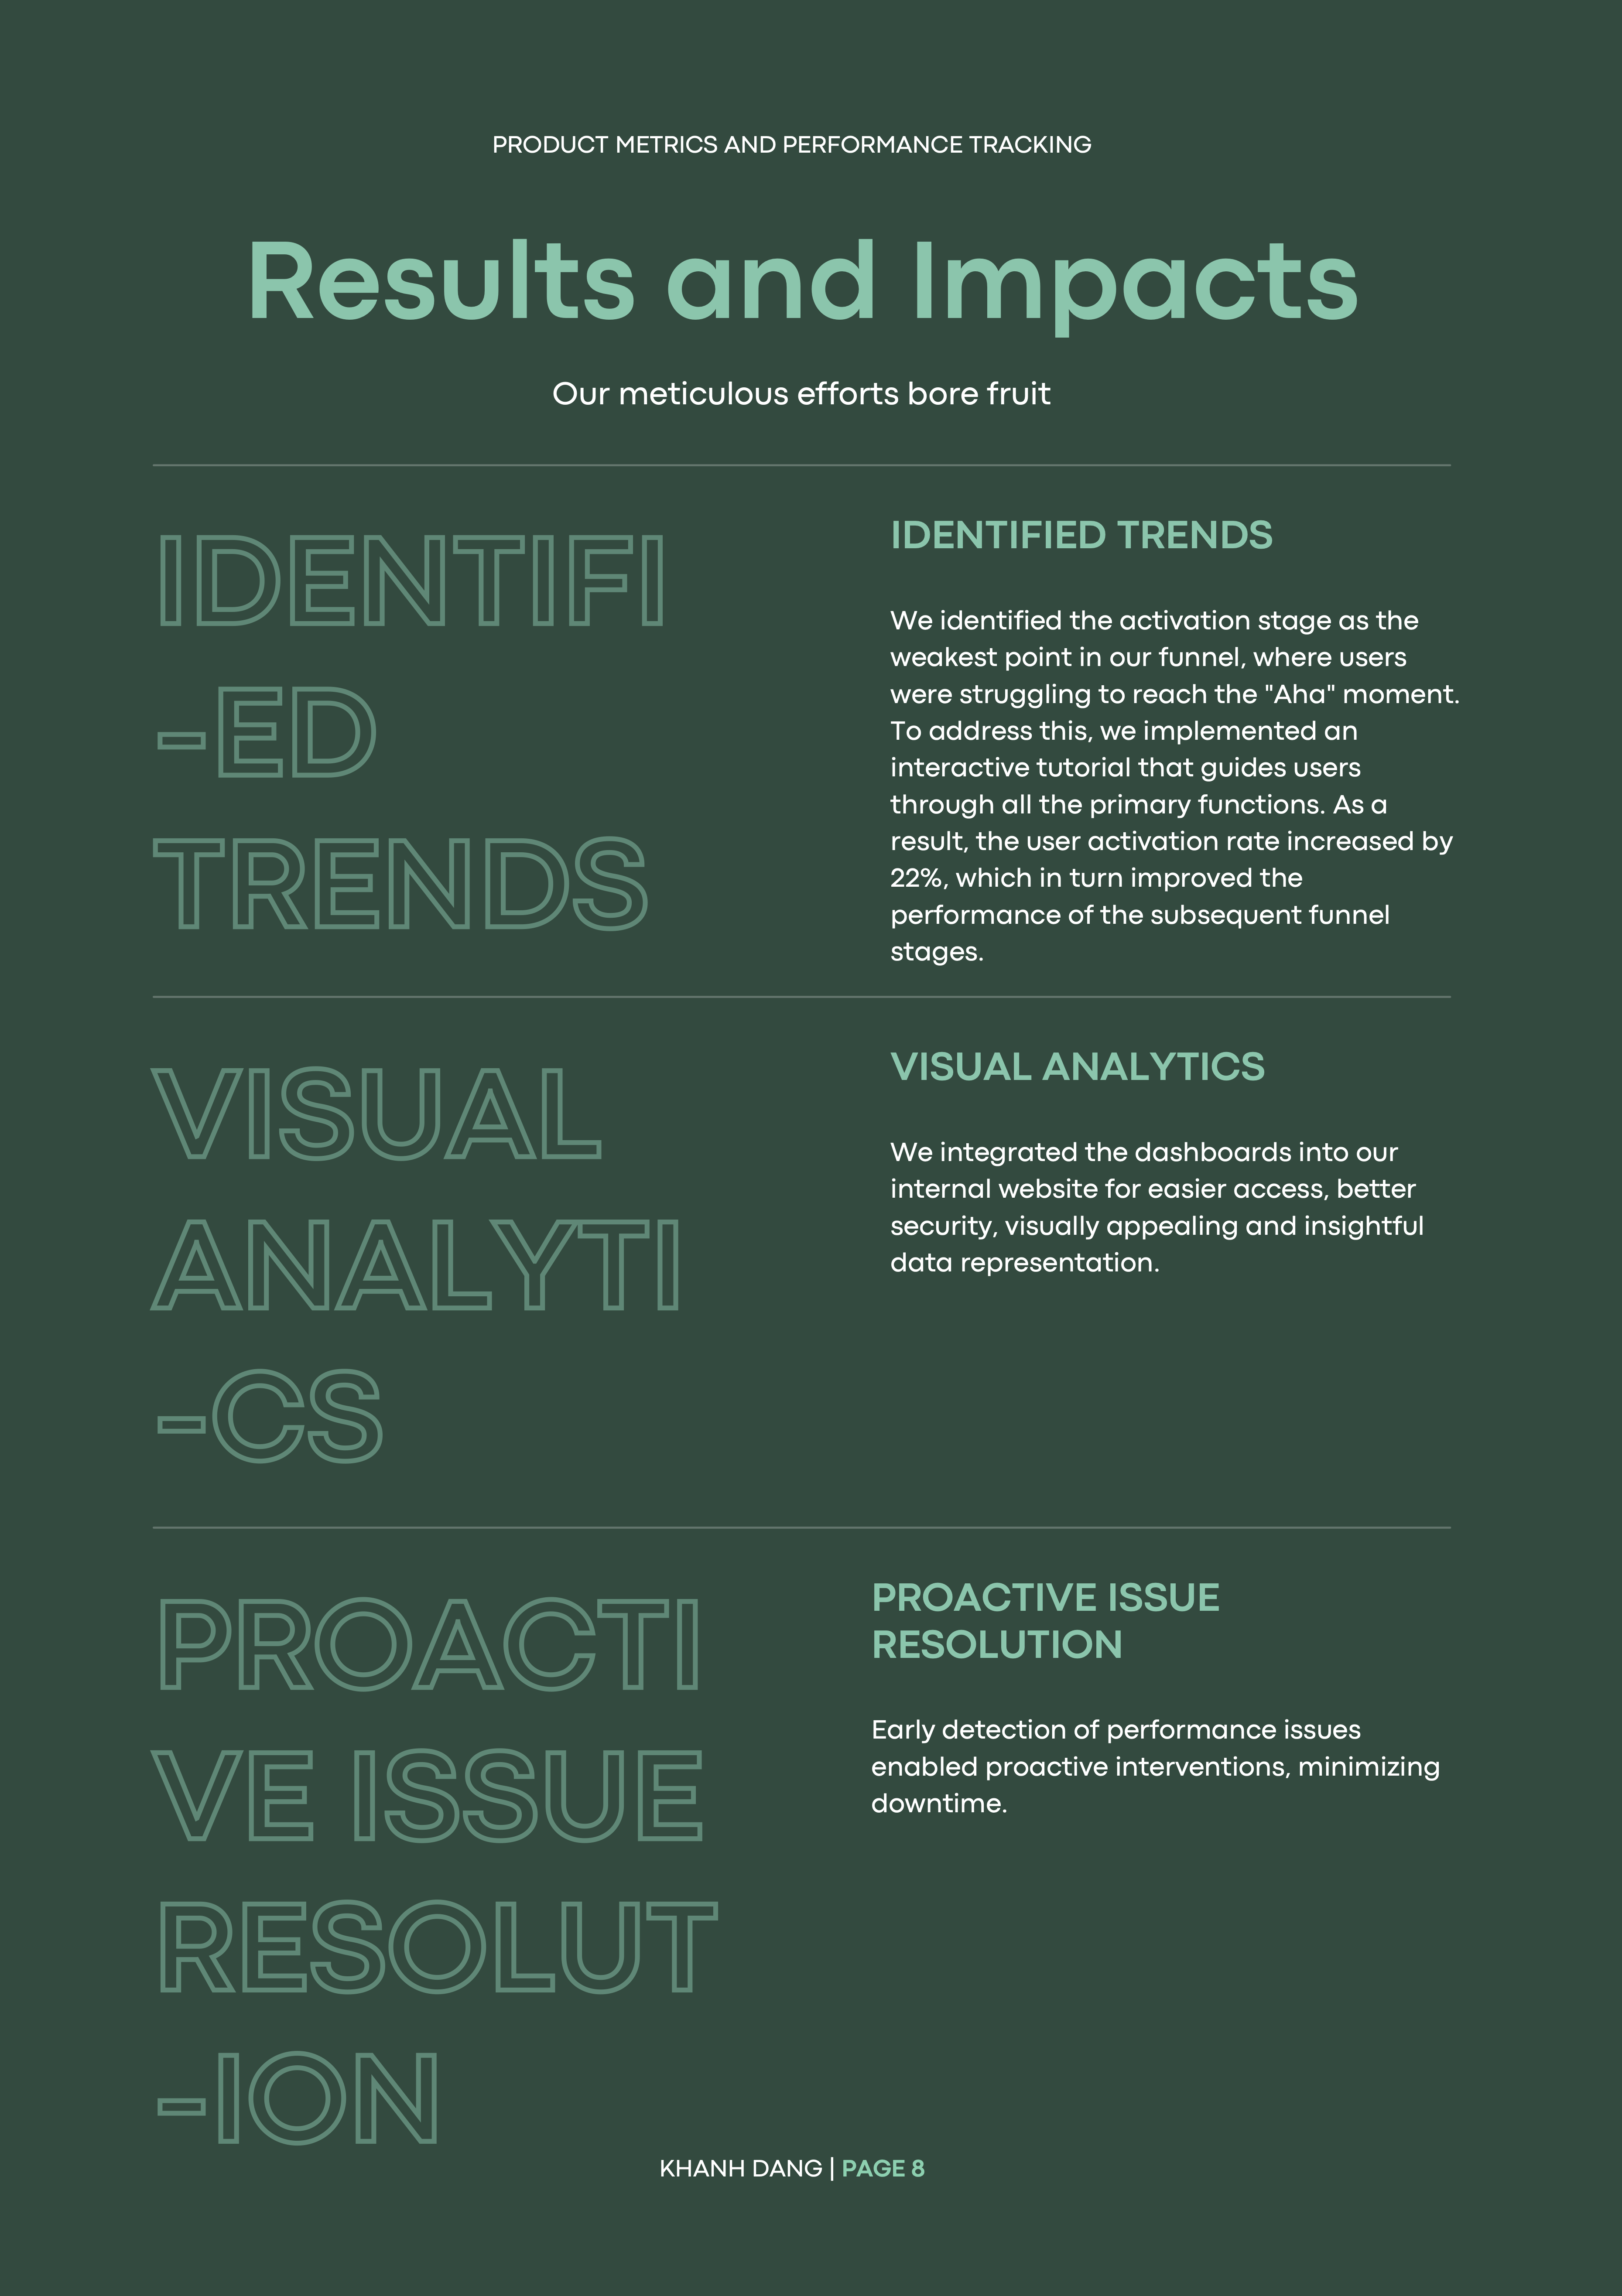 PRODUCT METRICS AND PERFORMANCE TRACKING
Results and Impacts
Our meticulous efforts bore fruit
IDENTIFI
-ED
TRENDS
IDENTIFIED TRENDS
We identified the activation stage as the
weakest point in our funnel, where users
were struggling to reach the "Aha" moment.
To address this, we implemented an
interactive tutorial that guides users
through all the primary functions. As a
result, the user activation rate increased by
22%, which in turn improved the
performance of the subsequent funnel
stages.
VISUAL
ANALYTI
-CS
VISUAL ANALYTICS
We integrated the dashboards into our
internal website for easier access, better
security, visually appealing and insightful
data representation.
PROACTI
VE ISSUE
RESOLUT
-ION
PROACTIVE ISSUE
RESOLUTION
Early detection of performance issues
enabled proactive interventions, minimizing
downtime.
KHANH DANG | PAGE 8